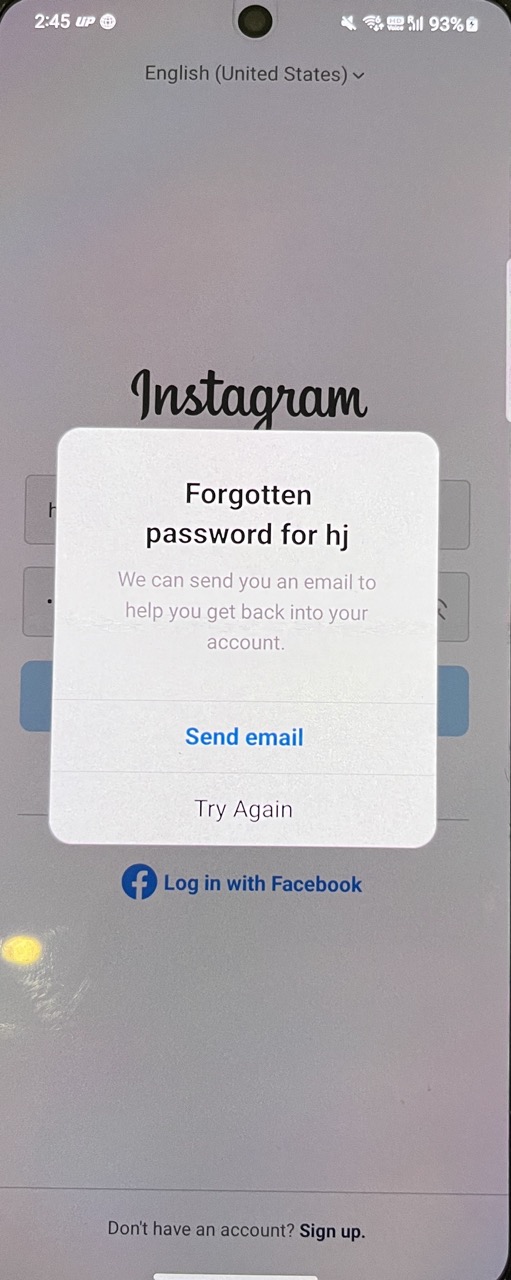 2:45 UP
93%
English (United States)
Instagram
Forgotten
password for hj
We can send you an email to
help you get back into your
account.
Send email
Try Again
Log in with Facebook
Don't have an account? Sign up.